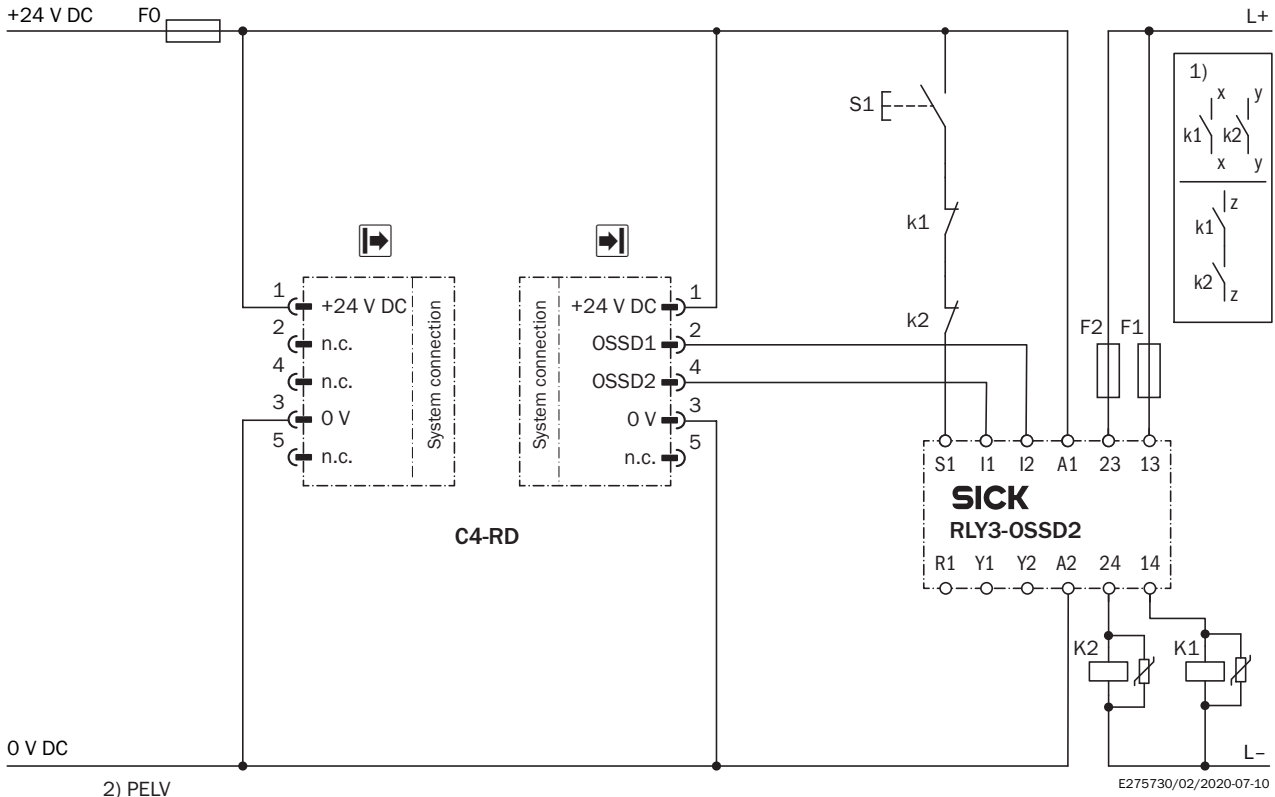 +24 V DC
F0
L+
1)
x
y
k1
k2
x
y
z
k1
k2
z
S1
k1
k2
F2
F1
1
+24 V DC
2
n.c.
4
n.c.
3
0 V
5
n.c.
System connection
System connection
+24 V DC
1
OSSD1
2
OSSD2
4
0 V
3
n.c.
5
C4-RD
S1
I1
I2
A1
23
13
SICK
RLY3-OSSD2
R1
Y1
Y2
A2
24
14
K2
K1
0 V DC
L–
2) PELV
E275730/02/2020-07-10